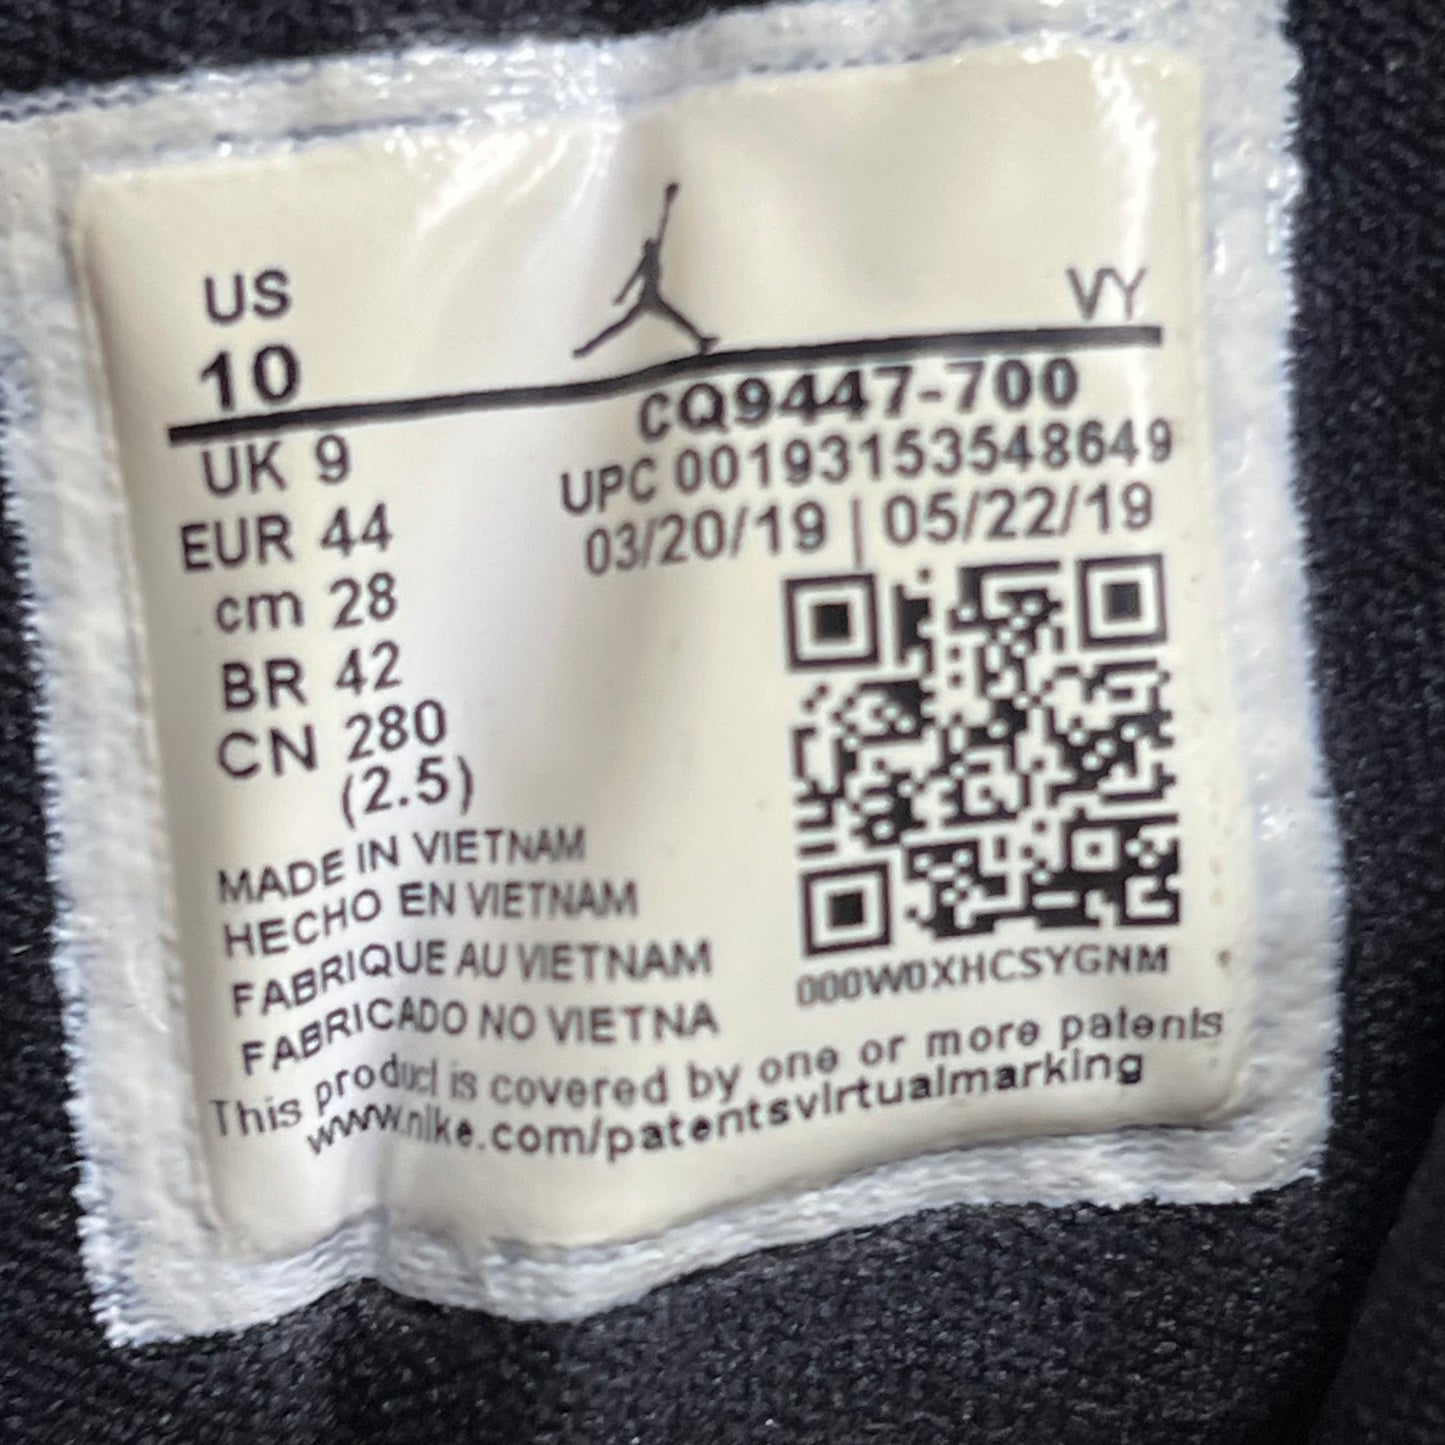 US
10
VY
UK 9
EUR 44
cm 28
BR 42
CN 280
(2.5)
CQ9447-700
UPC 00193153548649
03/20/19 | 05/22/19
000W0XHCSYGNM
MADE IN VIETNAM
HECHO EN VIETNAM
FABRIQUE AU VIETNAM
FABRICADO NO VIETNA
This product is covered by one or more patents
www.nike.com/patentsvirtualmarking